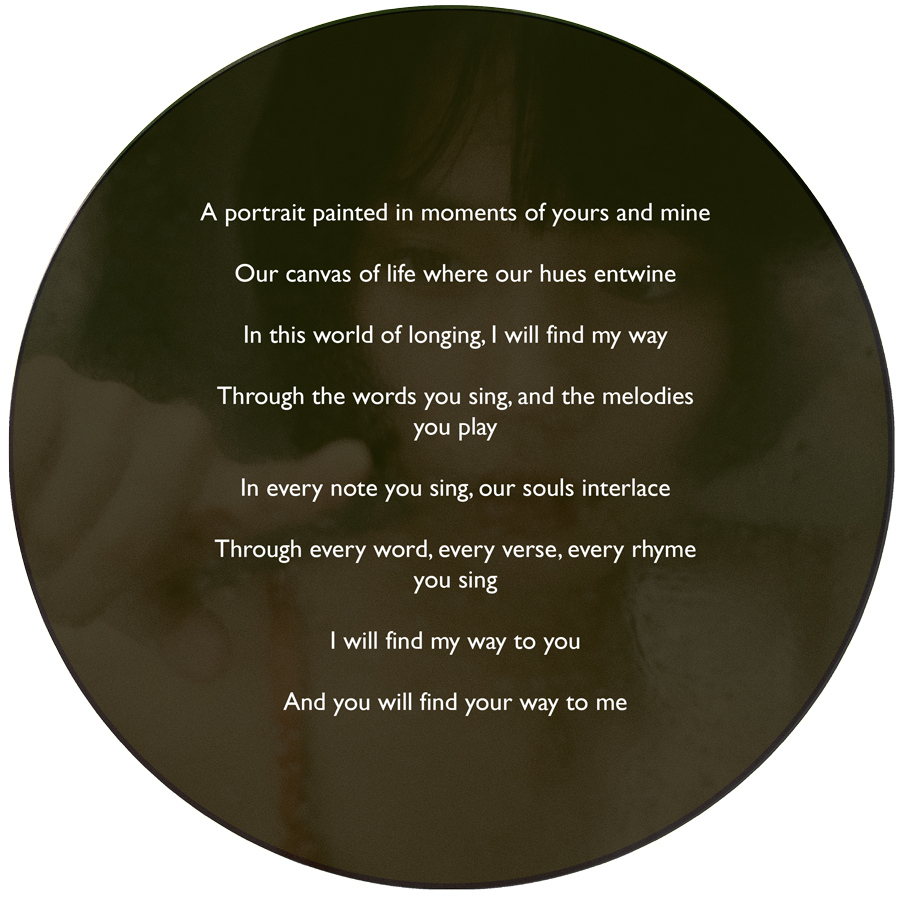 A portrait painted in moments of yours and mine
Our canvas of life where our hues entwine
In this world of longing, I will find my way
Through the words you sing, and the melodies
you play
In every note you sing, our souls interlace
Through every word, every verse, every rhyme
you sing
I will find my way to you
And you will find your way to me